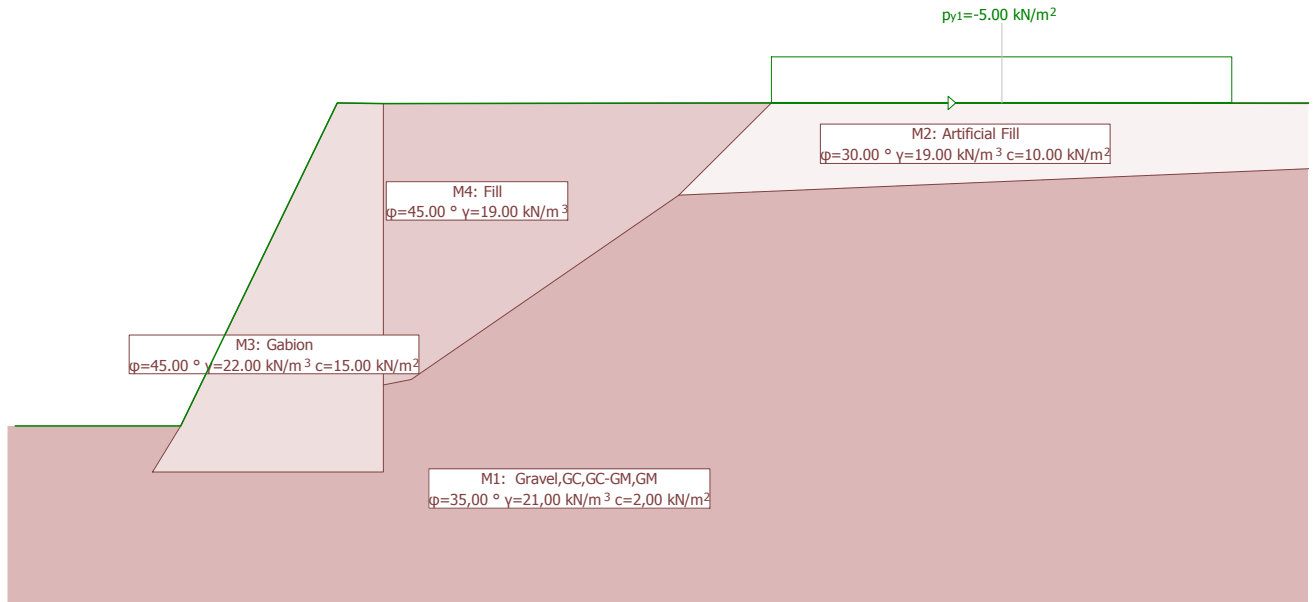 py1=-5.00 kN/m²
M2: Artificial Fill
φ=30.00 ° γ=19.00 kN/m³ c=10.00 kN/m²
M4: Fill
φ=45.00 ° γ=19.00 kN/m³
M3: Gabion
φ=45.00 ° γ=22.00 kN/m³ c=15.00 kN/m²
M1: Gravel,GC,GC-GM,GM
φ=35,00 ° γ=21,00 kN/m³ c=2,00 kN/m²